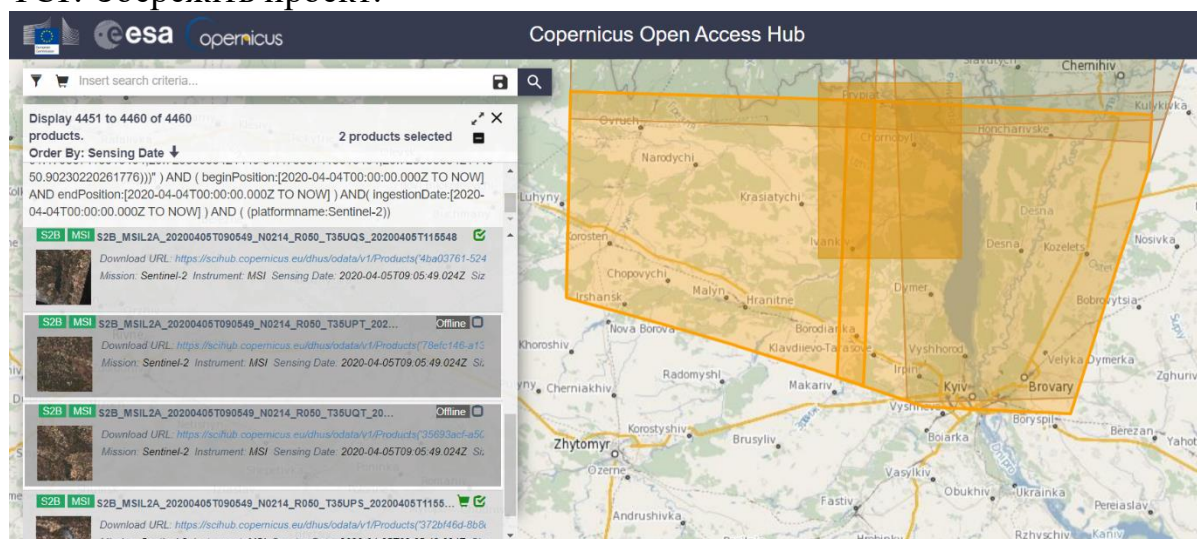 esa
opernicus
Copernicus Open Access Hub
Insert search criteria...
Display 4451 to 4460 of 4460
products.
2 products selected
Order By: Sensing Date
50.90230220261776)))" ) AND ( beginPosition:[2020-04-04T00:00:00.000Z TO NOW]
AND endPosition:[2020-04-04T00:00:00.000Z TO NOW] ) AND( ingestionDate:[2020-
04-04T00:00:00.000Z TO NOW] ) AND ( (platformname:Sentinel-2))
S2B MSI S2B_MSIL2A_20200405T090549_N0214_R050_T35UQS_20200405T115548
Download URL: https://scihub.copernicus.eu/dhus/odata/v1/Products('4ba03761-524
Mission: Sentinel-2 Instrument: MSI Sensing Date: 2020-04-05T09:05:49.024Z Siz
S2B MSI S2B_MSIL2A_20200405T090549_N0214_R050_T35UPT_202... Offline
Download URL: https://scihub.copernicus.eu/dhus/odata/v1/Products('78efc146-a13
Mission: Sentinel-2 Instrument: MSI Sensing Date: 2020-04-05T09:05:49.024Z Si
S2B MSI S2B_MSIL2A_20200405T090549_N0214_R050_T35UQT_20... Offline
Download URL: https://scihub.copernicus.eu/dhus/odata/v1/Products('35693acf-a50
Mission: Sentinel-2 Instrument: MSI Sensing Date: 2020-04-05T09:05:49.024Z Si
S2B MSI S2B_MSIL2A_20200405T090549_N0214_R050_T35UPS_20200405T1155...
Download URL: https://scihub.copernicus.eu/dhus/odata/v1/Products('372bf46d-8b8
Slavutych
Chernihiv
Prypiat
Kulykivka
Ovruch
Chornobyl
Honcharivske
Narodychi
Luhyny
Krasiatychi
Desna
Korosten
Ivankiv
Desna
Kozelets
Nosivka
Oster
Chopovychi
Malyn
Dymer
Irshansk
Hranitne
Bobrovytsia
Nova Borova
Borodianka
Supiy
Khoroshiv
Klavdiievo-Tarasove
Vyshhorod
Velyka Dymerka
Radomyshl
Irpin
Zghuriv
Cherniakhiv
Makariv
Kyiv
Brovary
Vyshneve
Korostyshiv
Boryspil
Berezan
Zhytomyr
Brusyliv
Boiarka
Yahot
Dnipro
Ozerne
Vasylkiv
Fastiv
Obukhiv
Ukrainka
Pereiaslav
Andrushivka
Hrebinky
Rzhyschiv
Kaniv